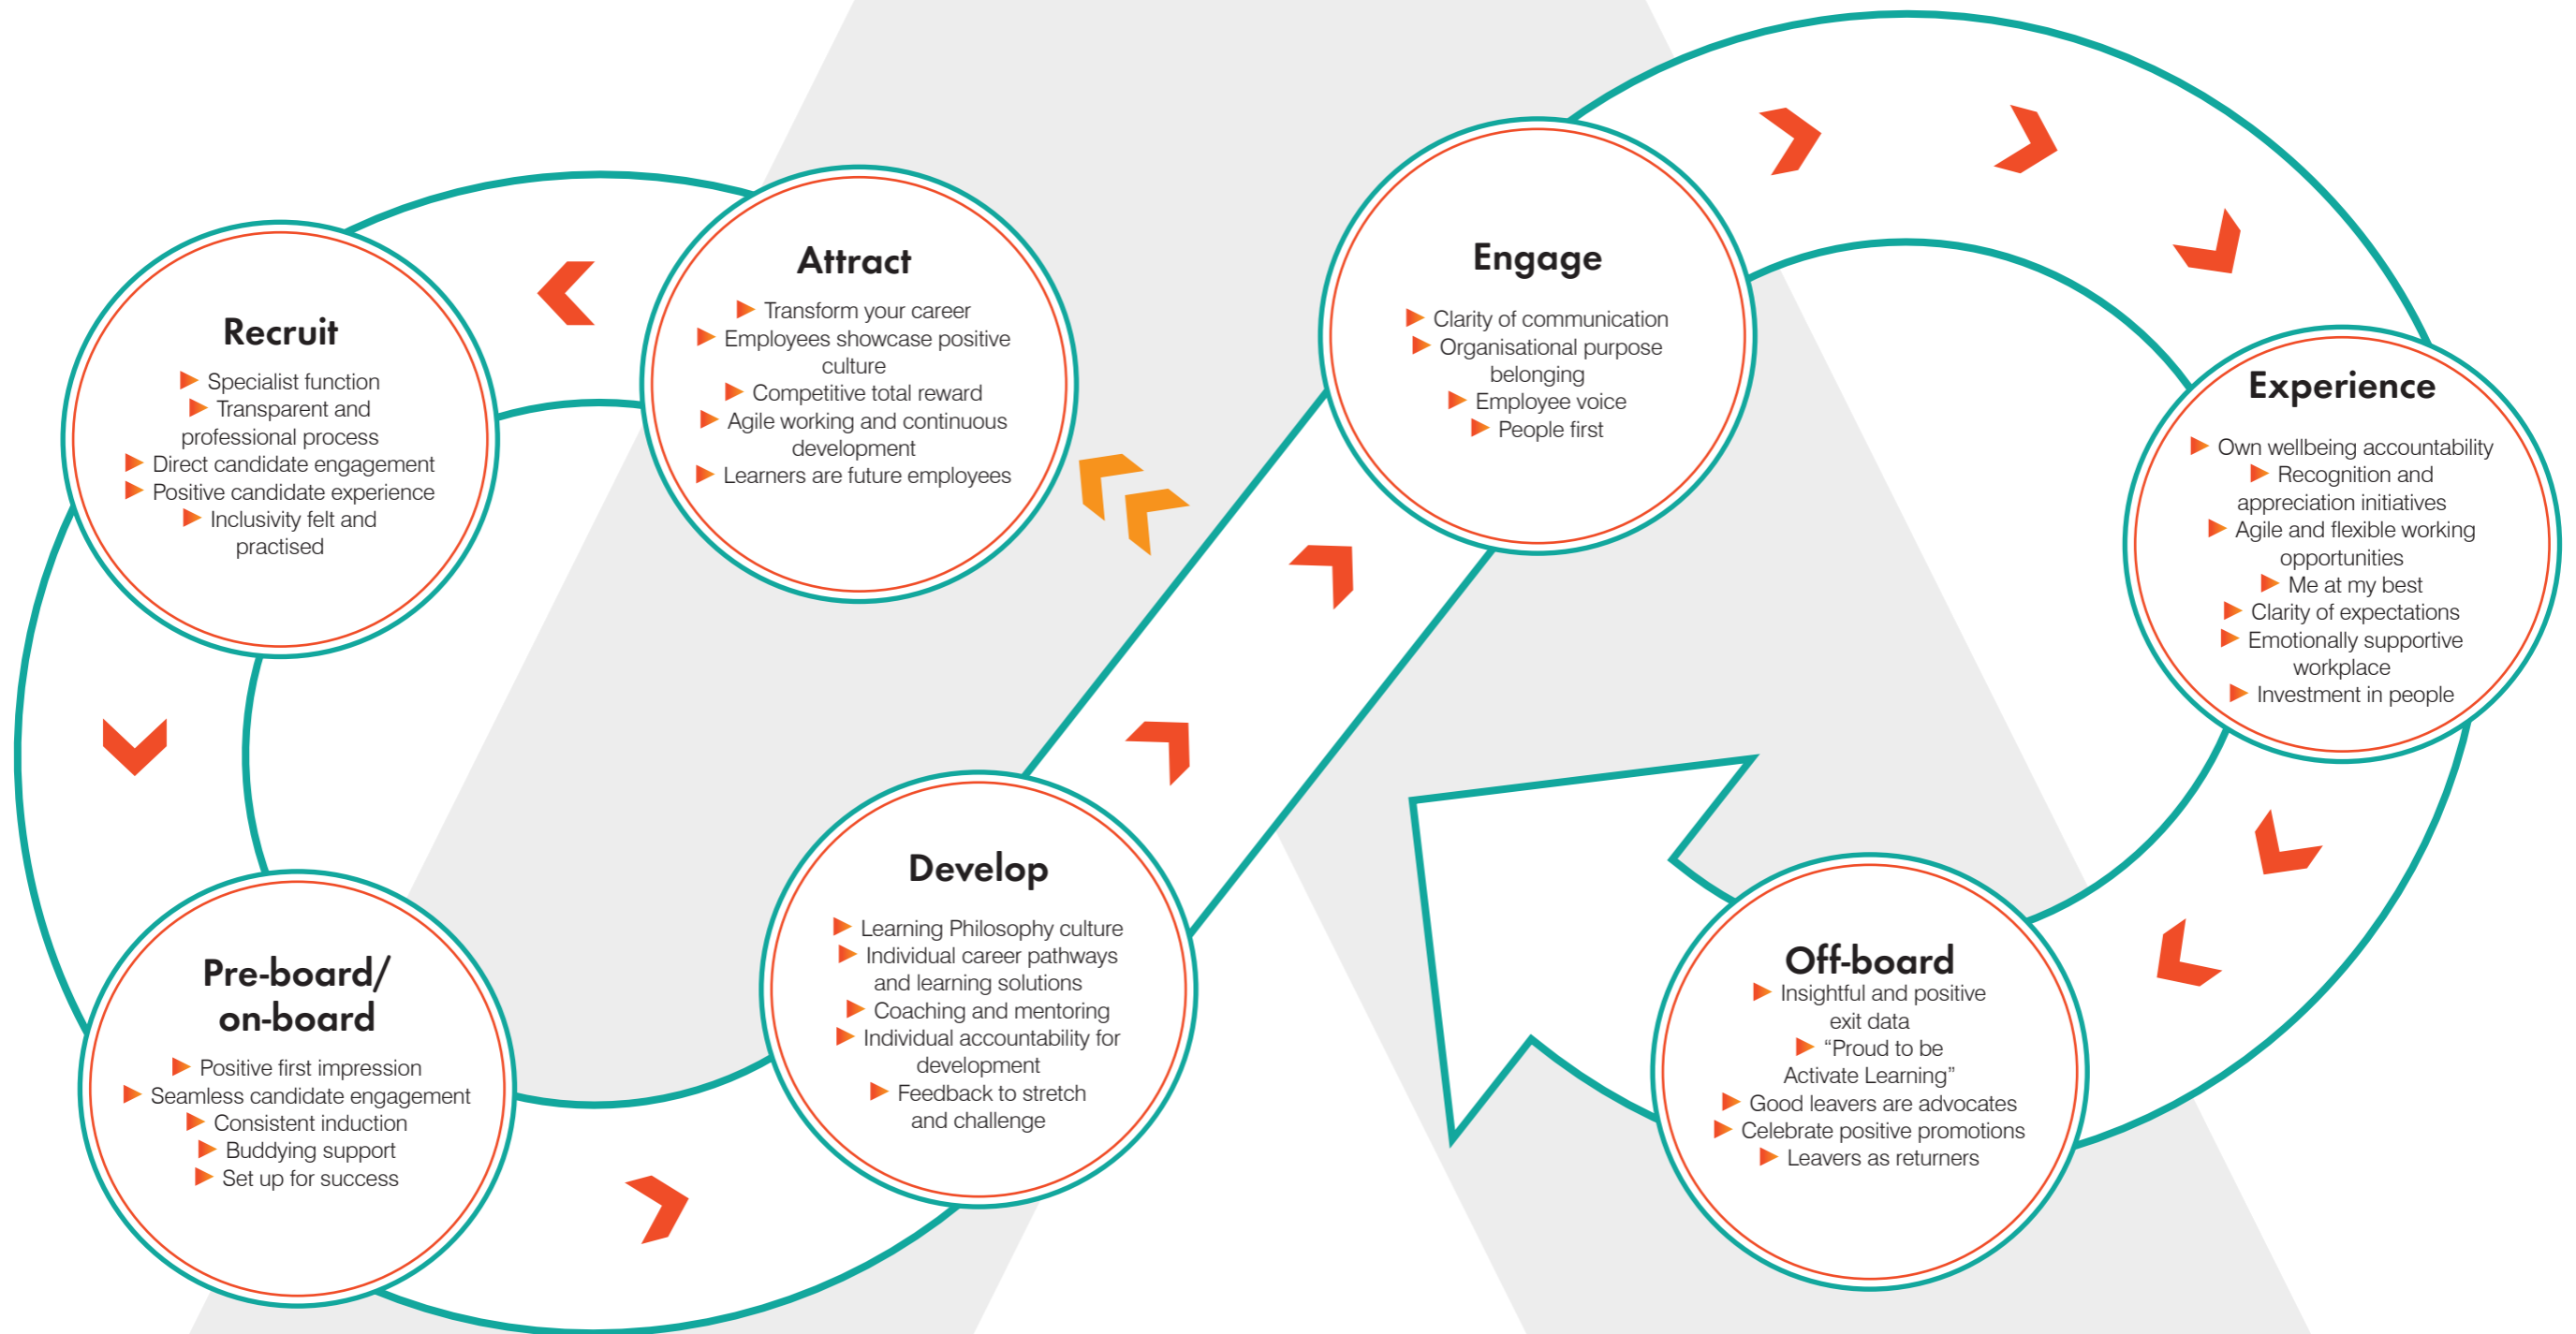 Attract
Transform your career
Employees showcase positive
culture
Competitive total reward
Agile working and continuous
development
Learners are future employees
Recruit
Specialist function
Transparent and
professional process
Direct candidate engagement
Positive candidate experience
Inclusivity felt and
practised
Pre-board/
on-board
Positive first impression
Seamless candidate engagement
Consistent induction
Buddying support
Set up for success
Develop
Learning Philosophy culture
Individual career pathways
and learning solutions
Coaching and mentoring
Individual accountability for
development
Feedback to stretch
and challenge
Engage
Clarity of communication
Organisational purpose
belonging
Employee voice
People first
Experience
Own wellbeing accountability
Recognition and
appreciation initiatives
Agile and flexible working
opportunities
Me at my best
Clarity of expectations
Emotionally supportive
workplace
Investment in people
Off-board
Insightful and positive
exit data
“Proud to be
Activate Learning”
Good leavers are advocates
Celebrate positive promotions
Leavers as returners